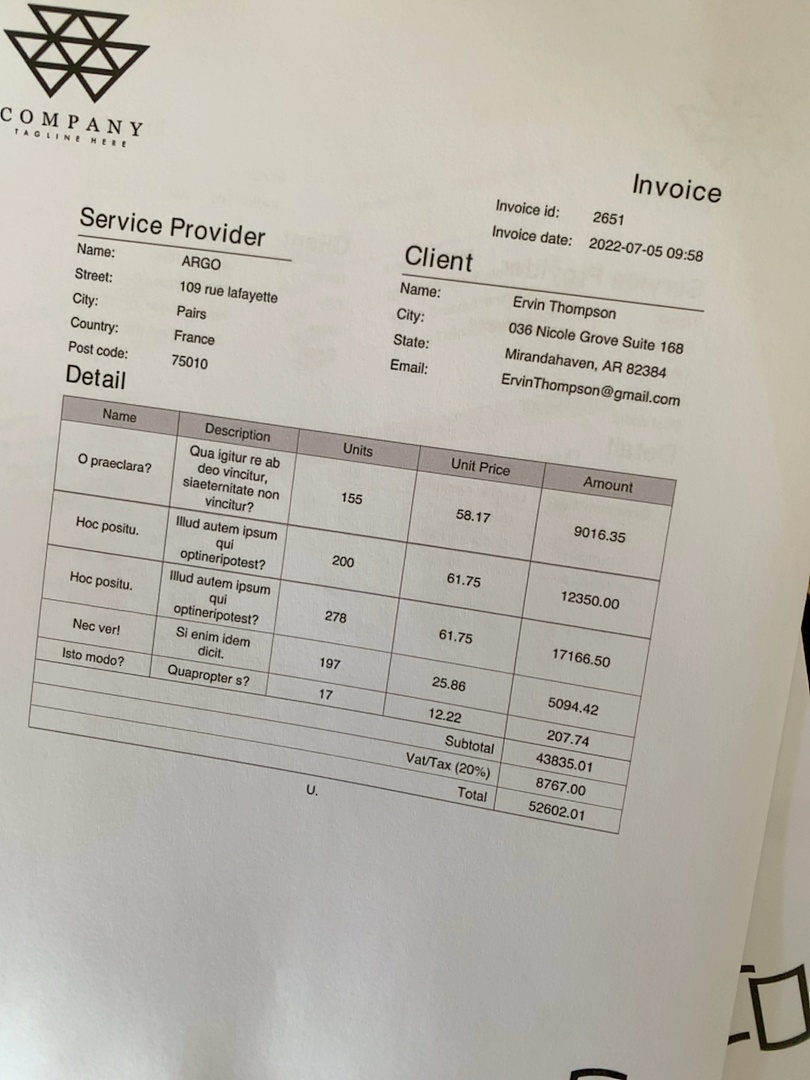 COMPANY
TAGLINE HERE
Invoice
Invoice id: 2651
Invoice date: 2022-07-05 09:58
Service Provider
Name: ARGO
Street: 109 rue lafayette
City: Pairs
Country: France
Post code: 75010
Client
Name: Ervin Thompson
City: 036 Nicole Grove Suite 168
State: Mirandahaven, AR 82384
Email: ErvinThompson@gmail.com
Detail
Name Description Units Unit Price Amount
O praeclara? Qua igitur re ab
deo vincitur,
siaeternitate non
vincitur? 155 58.17 9016.35
Hoc positu. Illud autem ipsum
qui
optineripotest? 200 61.75 12350.00
Hoc positu. Illud autem ipsum
qui
optineripotest? 278 61.75 17166.50
Nec ver! Si enim idem
dicit. 197 25.86 5094.42
Isto modo? Quapropter s? 17 12.22 207.74
Subtotal 43835.01
Vat/Tax (20%) 8767.00
Total 52602.01
U.